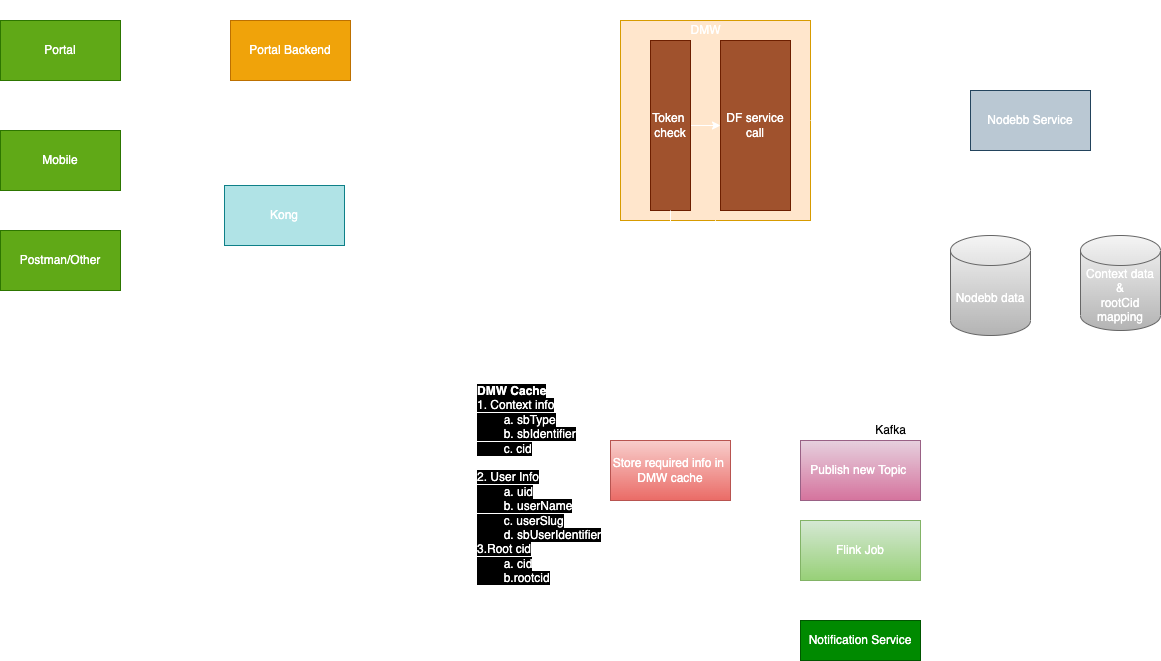 Portal
Portal Backend
DMW
Token
check
DF service
call
Nodebb Service
Mobile
Kong
Postman/Other
Nodebb data
Context data
&
rootCid
mapping
DMW Cache
1. Context info
a. sbType
b. sbIdentifier
c. cid
2. User Info
a. uid
b. userName
c. userSlug
d. sbUserIdentifier
3.Root cid
a. cid
b.rootcid
Store required info in
DMW cache
Kafka
Publish new Topic
Flink Job
Notification Service